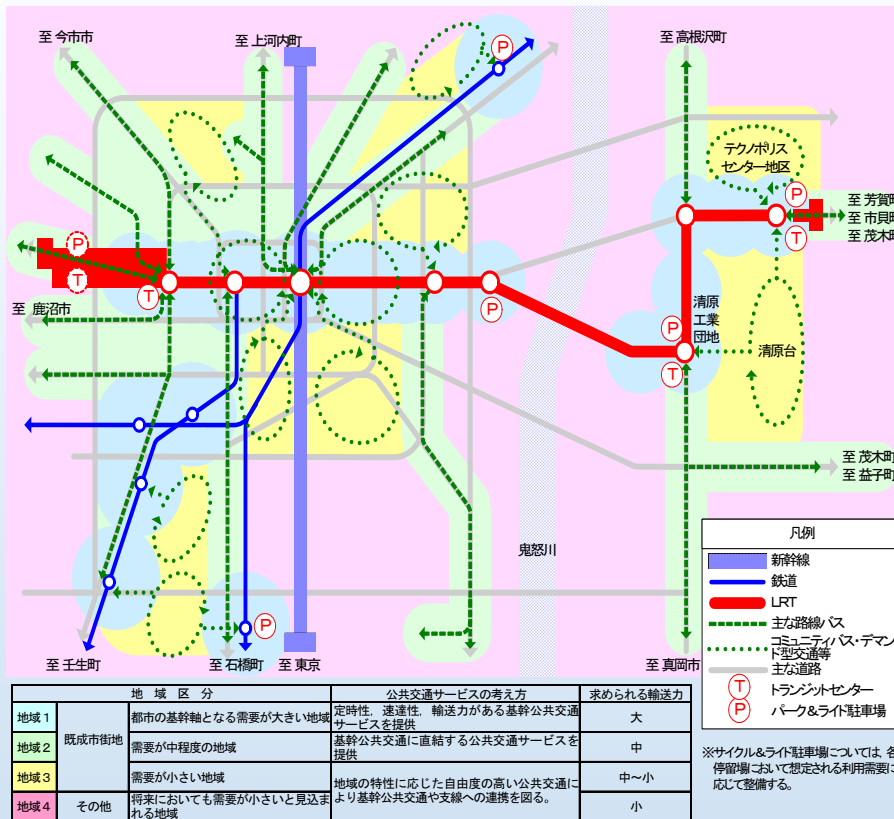 至 今市市
至 上河内町
至 高根沢町
P
テクノポリス
センター地区
P
T
至 芳賀町
至 市貝町
至 茂木町
P
T
T
P
至 鹿沼市
清原
工業
団地
P
T
清原台
至 茂木町
至 益子町
鬼怒川
P
至 壬生町
至 石橋町
至 東京
至 真岡市
凡例
新幹線
鉄道
LRT
主な路線バス
コミュニティバス・デマン
ド型交通等
主な道路
T トランジットセンター
P パーク&ライド駐車場
地 域 区 分 公共交通サービスの考え方 求められる輸送力
地域1 既成市街地 都市の基幹軸となる需要が大きい地域 定時性，速達性，輸送力がある基幹公共交通サービスを提供 大
地域2 需要が中程度の地域 基幹公共交通に直結する公共交通サービスを提供 中
地域3 需要が小さい地域 地域の特性に応じた自由度の高い公共交通により基幹公共交通や支線への連携を図る。 中～小
地域4 その他 将来においても需要が小さいと見込まれる地域 小
※サイクル&ライド駐車場については、各
停留場において想定される利用需要に
応じて整備する。